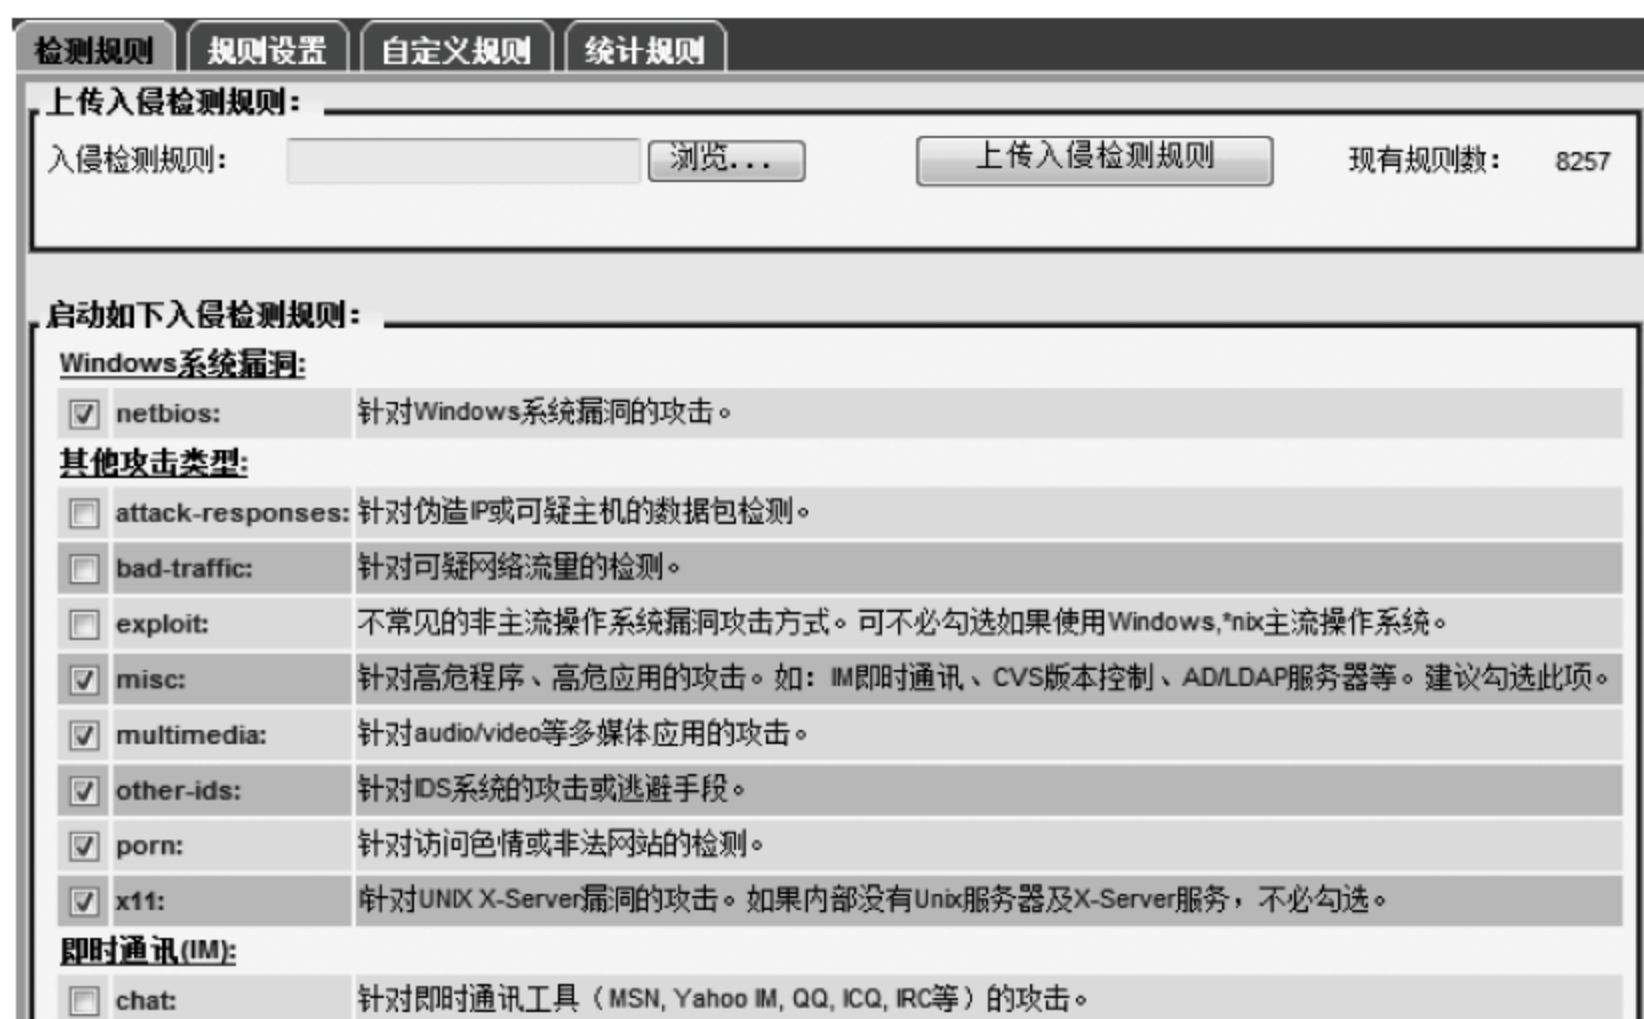 检测规则 规则设置 自定义规则 统计规则
上传入侵检测规则：
入侵检测规则： 浏览... 上传入侵检测规则 现有规则数： 8257
启动如下入侵检测规则：
Windows系统漏洞:
netbios: 针对Windows系统漏洞的攻击。
其他攻击类型:
attack-responses: 针对伪造IP或可疑主机的数据包检测。
bad-traffic: 针对可疑网络流里的检测。
exploit: 不常见的非主流操作系统漏洞攻击方式。可不必勾选如果使用Windows,*nix主流操作系统。
misc: 针对高危程序、高危应用的攻击。如：IM即时通讯、CVS版本控制、AD/LDAP服务器等。建议勾选此项。
multimedia: 针对audio/video等多媒体应用的攻击。
other-ids: 针对IDS系统的攻击或逃避手段。
porn: 针对访问色情或非法网站的检测。
x11: 针对UNIX X-Server漏洞的攻击。如果内部没有Unix服务器及X-Server服务，不必勾选。
即时通讯(IM):
chat: 针对即时通讯工具（MSN, Yahoo IM, QQ, ICQ, IRC等）的攻击。